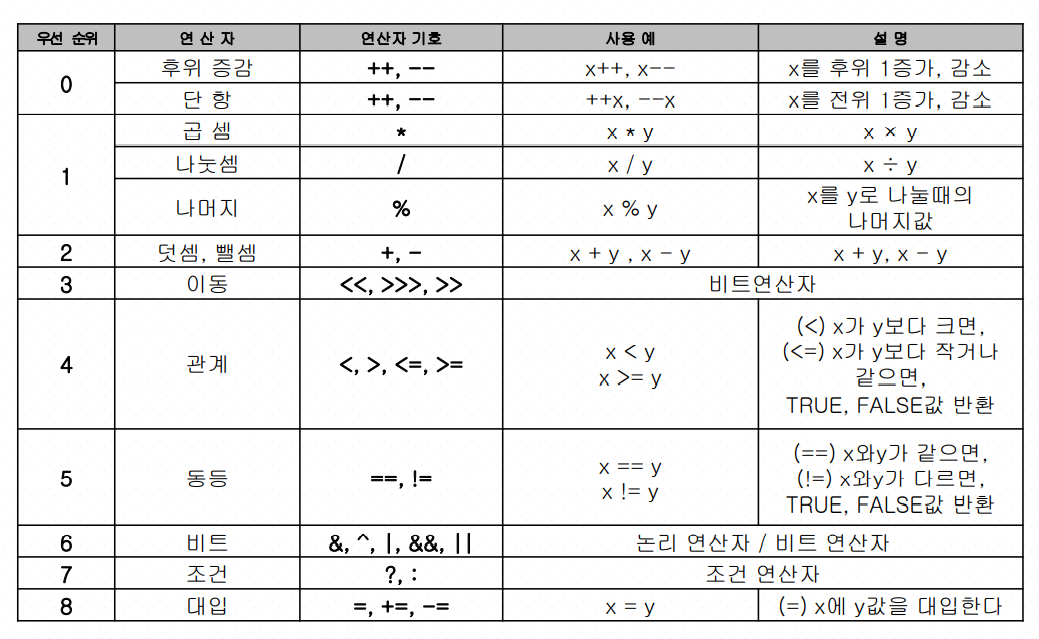 우선 순위 연 산 자 연산자 기호 사용 예 설 명
0 후위 증감 ++, -- x++, x-- x를 후위 1증가, 감소
단 항 ++, -- ++x, --x x를 전위 1증가, 감소
1 곱 셈 * x * y x × y
나눗셈 / x / y x ÷ y
나머지 % x % y x를 y로 나눌때의
나머지값
2 덧셈, 뺄셈 +, - x + y , x - y x + y, x - y
3 이동 <<, >>>, >> 비트연산자
4 관계 <, >, <=, >= x < y
x >= y
(<) x가 y보다 크면,
(<=) x가 y보다 작거나
같으면,
TRUE, FALSE값 반환
5 동등 ==, != x == y
x != y
(==) x와y가 같으면,
(!=) x와y가 다르면,
TRUE, FALSE값 반환
6 비트 &, ^, |, &&, || 논리 연산자 / 비트 연산자
7 조건 ?, : 조건 연산자
8 대입 =, +=, -= x = y (=) x에 y값을 대입한다